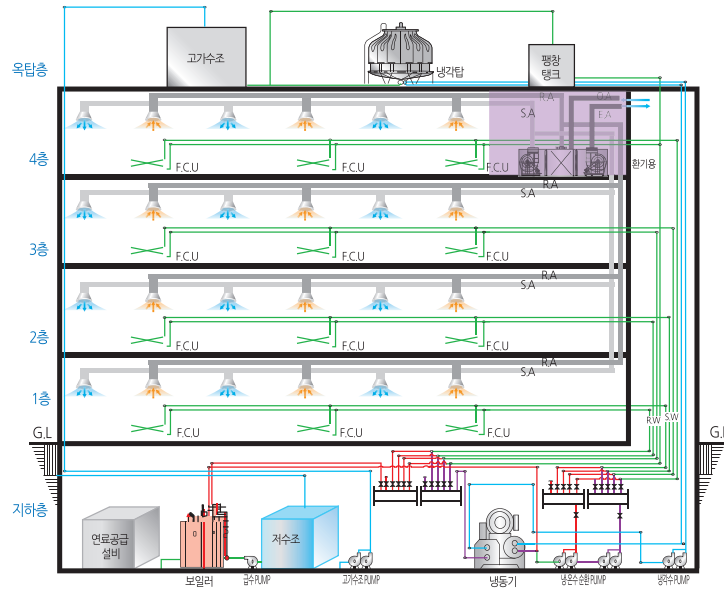 고가수조
냉각탑
팽창
탱크
옥탑층
R.A
O.A
S.A
E.A
4층
F.C.U
F.C.U
F.C.U
환기용
R.A
S.A
3층
F.C.U
F.C.U
F.C.U
R.A
S.A
2층
F.C.U
F.C.U
F.C.U
R.A
S.A
1층
R.W
S.W
F.C.U
F.C.U
F.C.U
G.L
G.L
지하층
연료공급
설비
저수조
보일러
급수 PUMP
고가수조 PUMP
냉동기
냉·온수 순환 PUMP
냉각수 PUMP